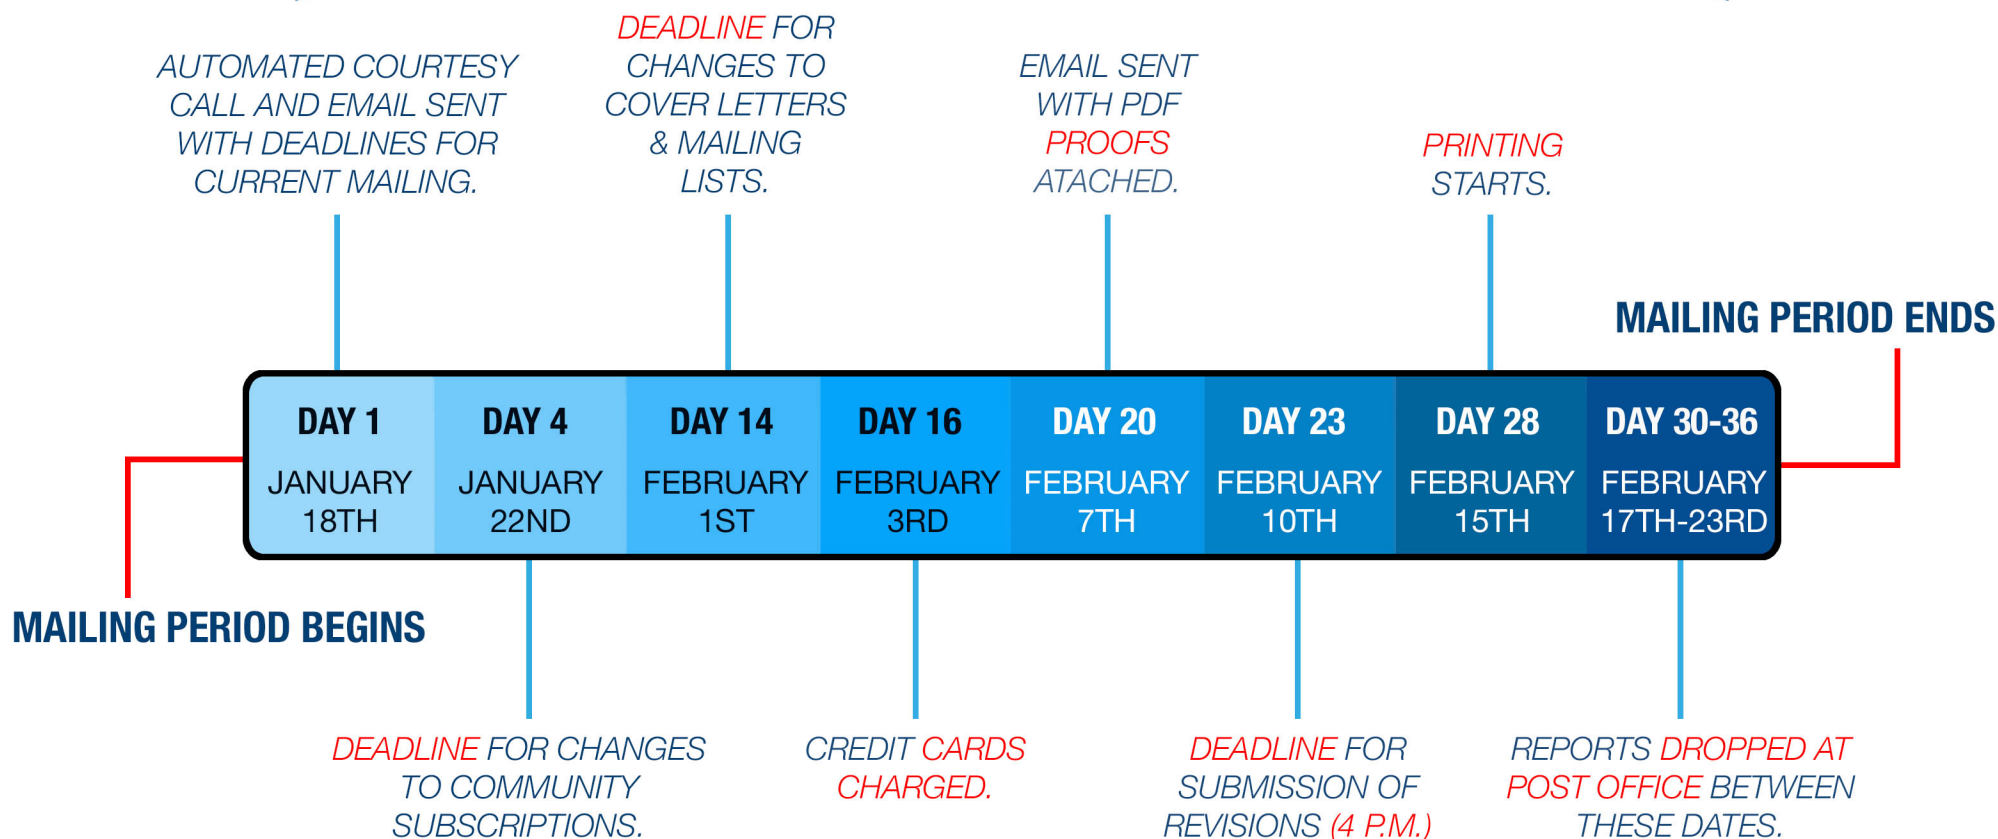 AUTOMATED COURTESY
CALL AND EMAIL SENT
WITH DEADLINES FOR
CURRENT MAILING.
DEADLINE FOR
CHANGES TO
COVER LETTERS
& MAILING
LISTS.
EMAIL SENT
WITH PDF
PROOFS
ATACHED.
PRINTING
STARTS.
MAILING PERIOD ENDS
DAY 1
JANUARY
18TH
DAY 4
JANUARY
22ND
DAY 14
FEBRUARY
1ST
DAY 16
FEBRUARY
3RD
DAY 20
FEBRUARY
7TH
DAY 23
FEBRUARY
10TH
DAY 28
FEBRUARY
15TH
DAY 30-36
FEBRUARY
17TH-23RD
MAILING PERIOD BEGINS
DEADLINE FOR CHANGES
TO COMMUNITY
SUBSCRIPTIONS.
CREDIT CARDS
CHARGED.
DEADLINE FOR
SUBMISSION OF
REVISIONS (4 P.M.)
REPORTS DROPPED AT
POST OFFICE BETWEEN
THESE DATES.